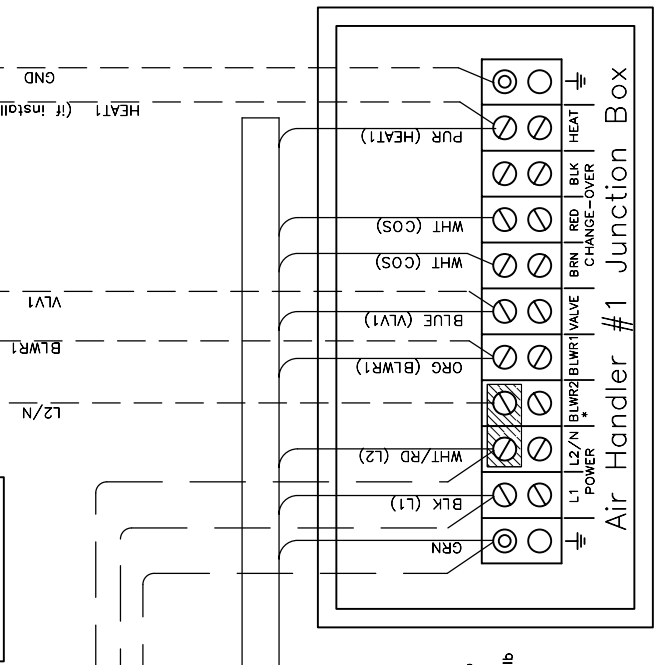 GND
HEAT1 (if install
PUR (HEAT1)
WHT (COS)
WHT (COS)
VLV1
BLUE (VLV1)
BLWR1
ORG (BLWR1)
L2/N
WHT/RD (L2)
BLK (L1)
GRN
HEAT
BLK
RED
BRN
CHANGE-OVER
VALVE
BLWR1
BLWR2
*
L2/N
L1
POWER
Air Handler #1 Junction Box